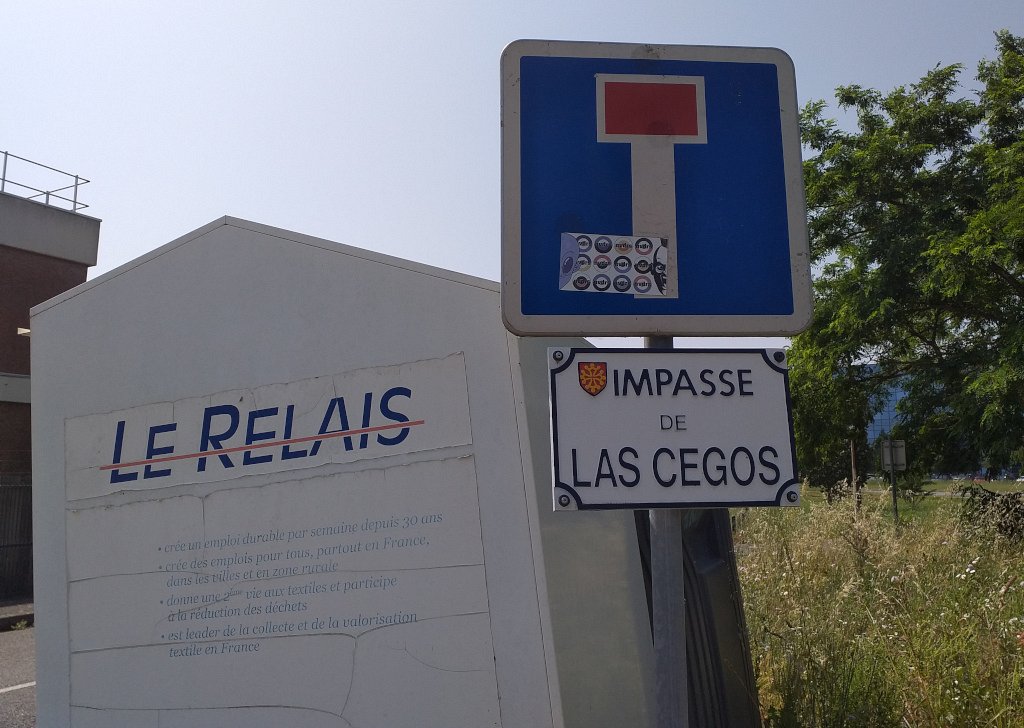 LE RELAIS
• crée un emploi durable par semaine depuis 30 ans
• crée des emplois pour tous, partout en France,
dans les villes et en zone rurale
• donne une 2ème vie aux textiles et participe
à la réduction des déchets
• est leader de la collecte et de la valorisation
textile en France
IMPASSE
DE
LAS CEGOS